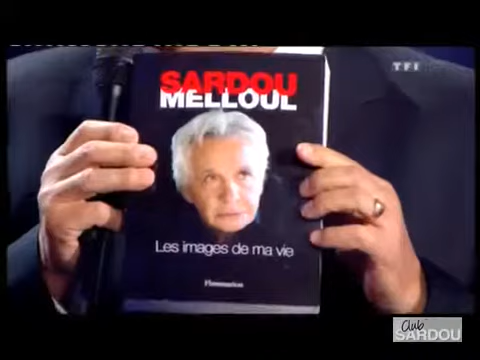 TF1
SARDOU
MELLOUL
Les images de ma vie
Flammarion
Club
SARDOU